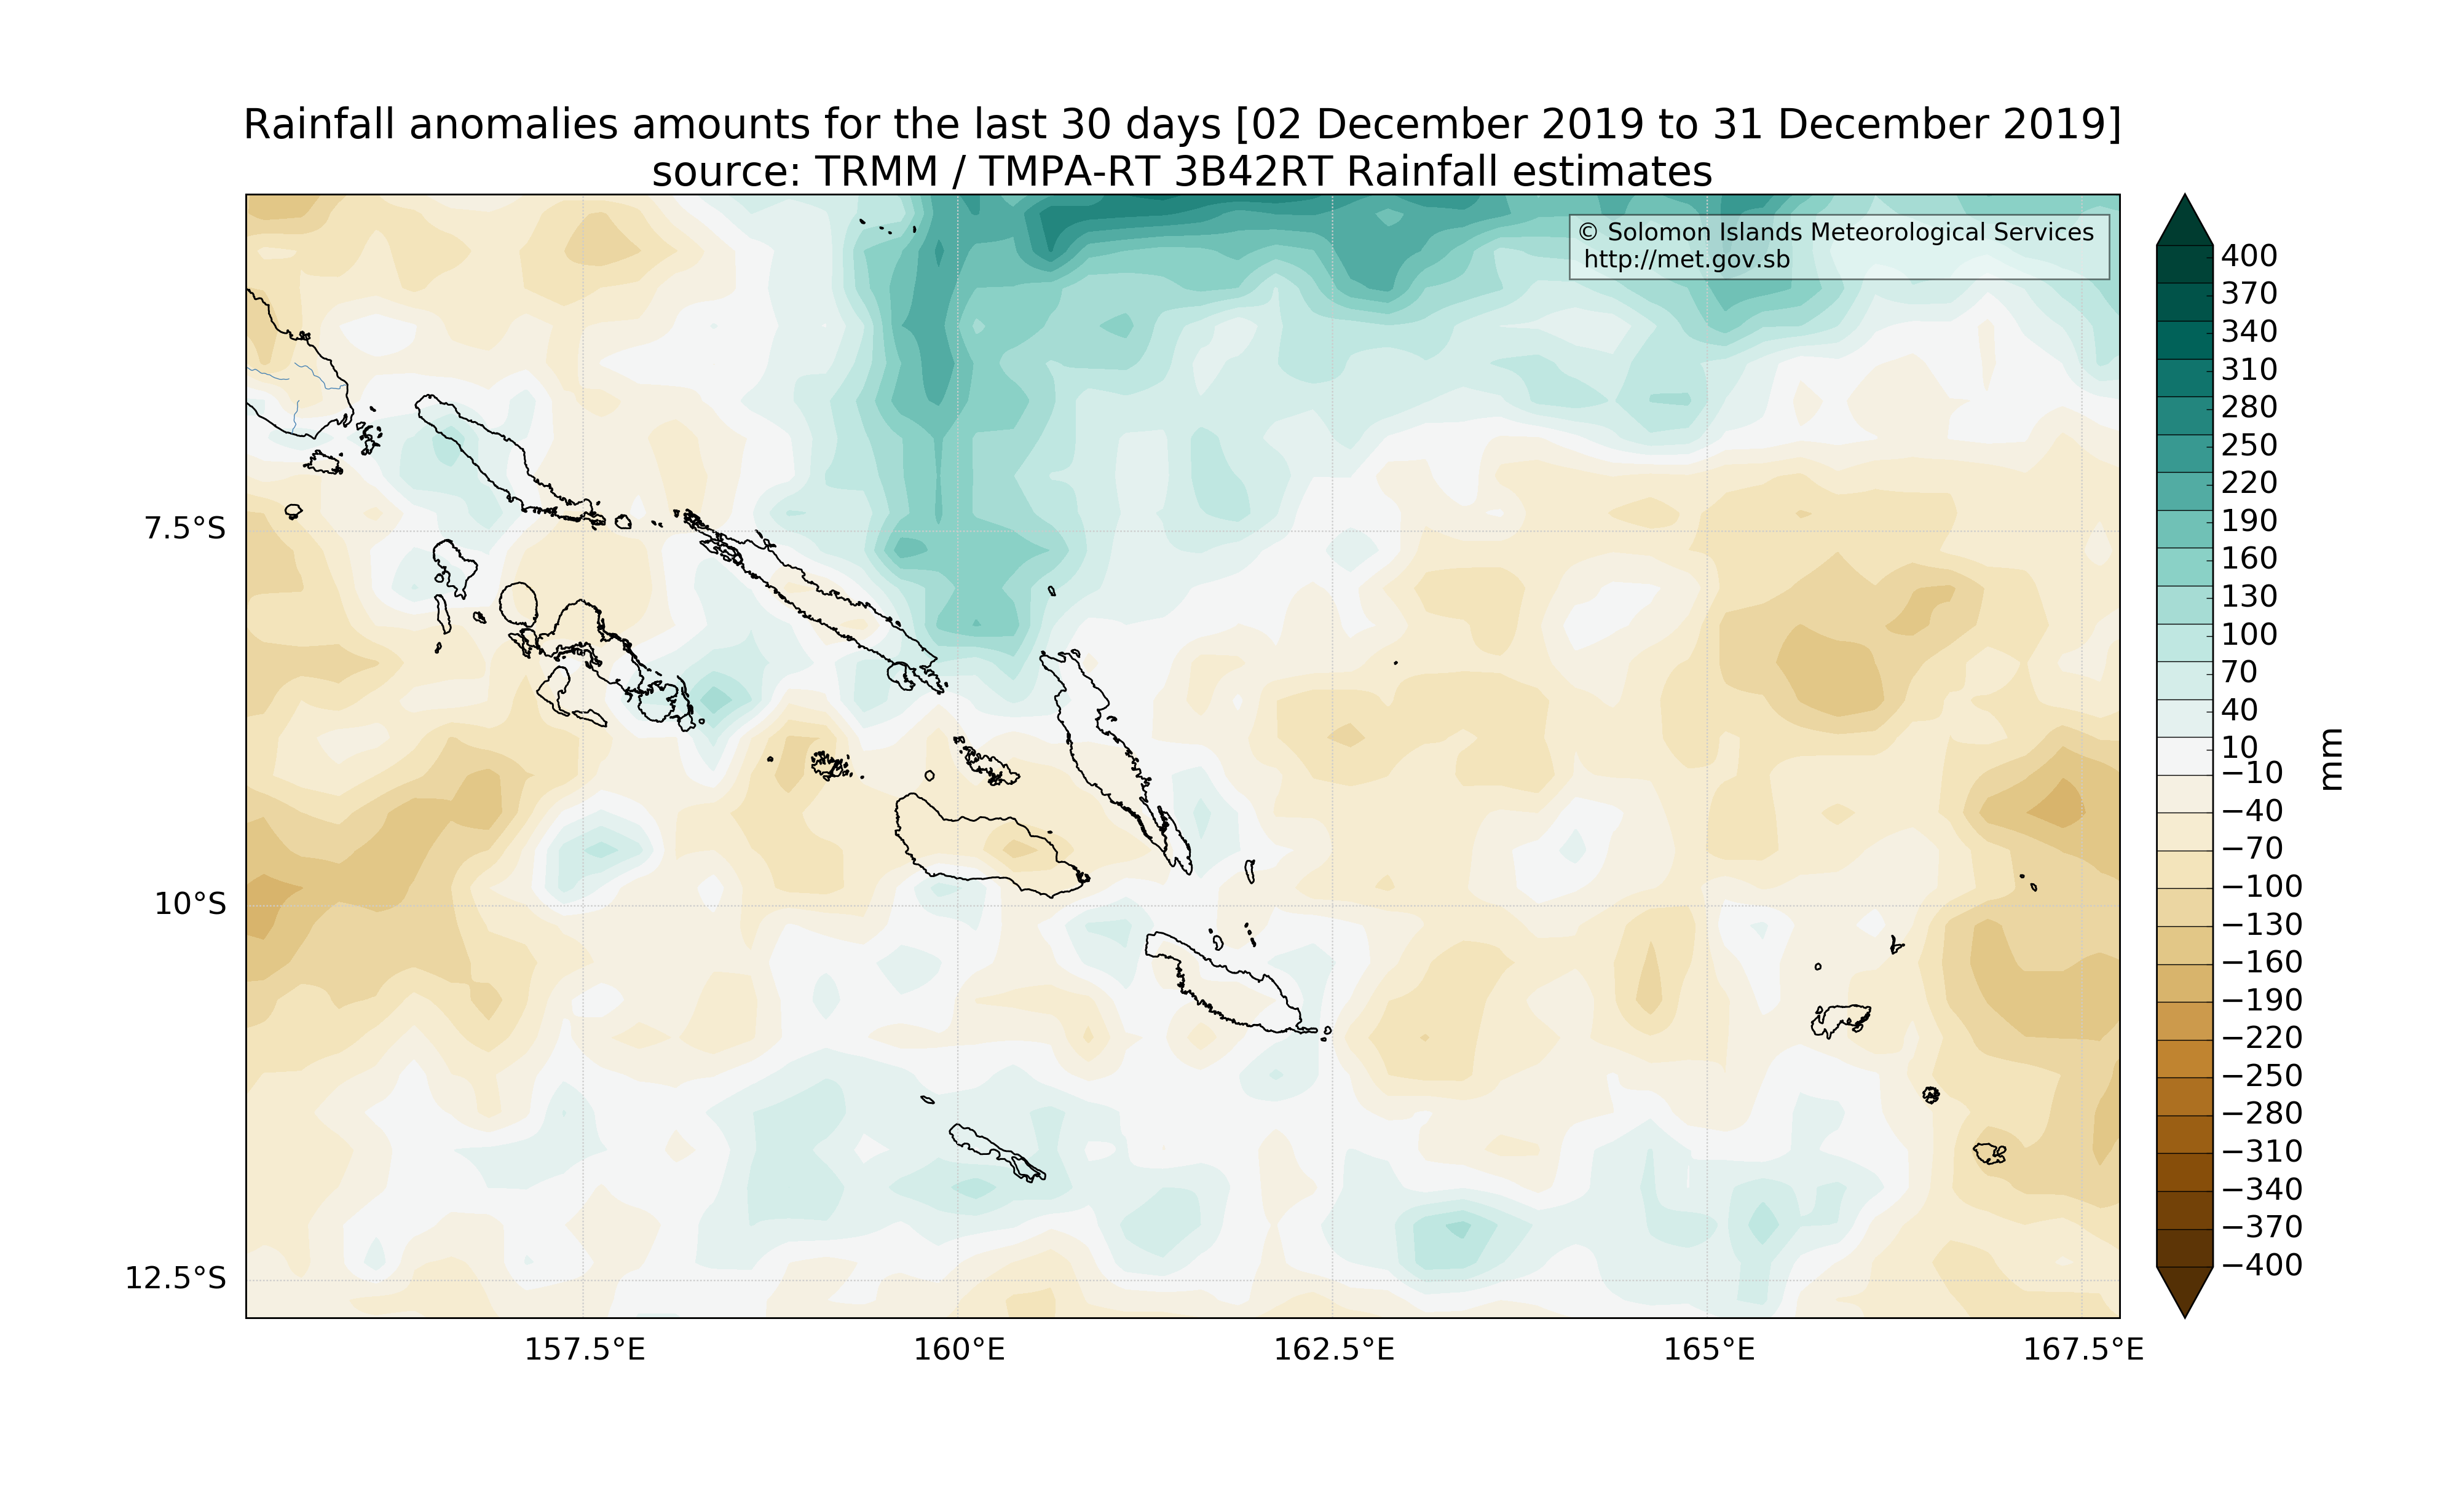 Rainfall anomalies amounts for the last 30 days [02 December 2019 to 31 December 2019]
source: TRMM / TMPA-RT 3B42RT Rainfall estimates
© Solomon Islands Meteorological Services
http://met.gov.sb
7.5°S
10°S
12.5°S
157.5°E
160°E
162.5°E
165°E
167.5°E
400
370
340
310
280
250
220
190
160
130
100
70
40
10
−10
−40
−70
−100
−130
−160
−190
−220
−250
−280
−310
−340
−370
−400
mm